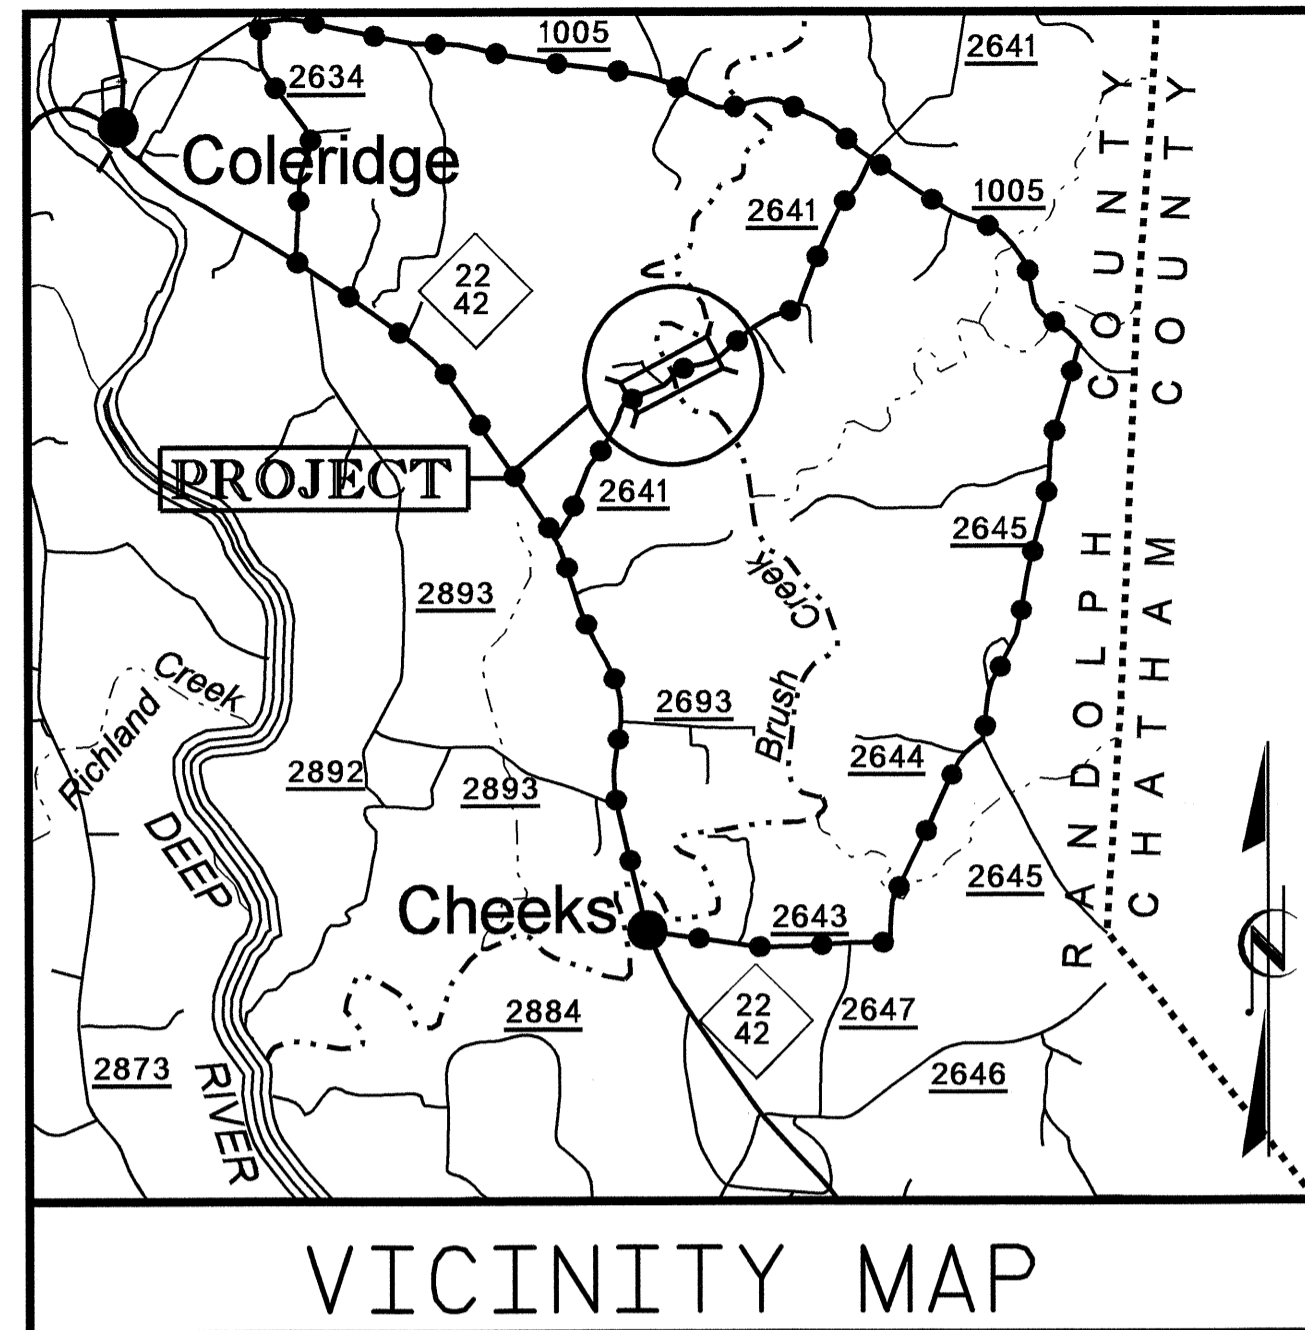 1005
2641
2634
Coleridge
1005
2641
22
42
PROJECT
2641
2645
2893
Brush Creek
Richland Creek
2693
2644
2892
2893
DEEP
RIVER
2645
Cheeks
2643
22
42
2884
2647
2873
2646
RANDOLPH COUNTY
CHATHAM COUNTY
N
VICINITY MAP